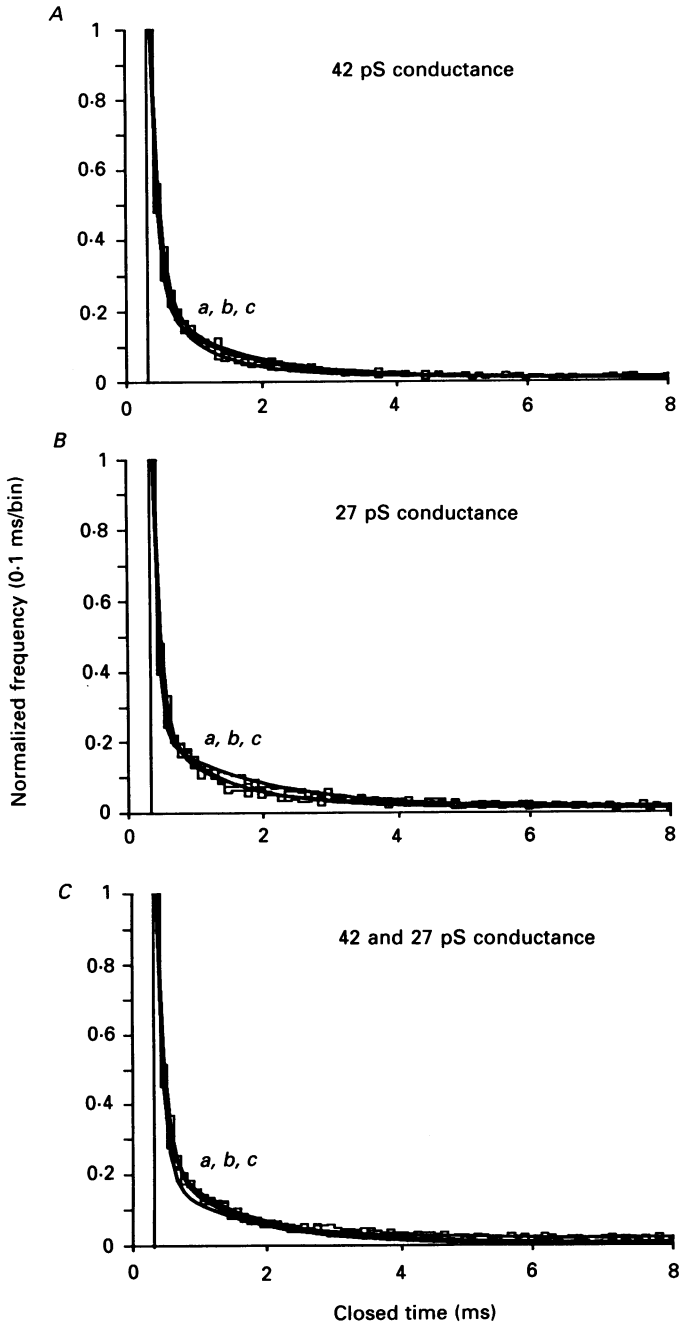 A
42 pS conductance
1
0·8
0·6
0·4
0·2
0
a, b, c
0 2 4 6 8
B
27 pS conductance
1
0·8
0·6
0·4
0·2
0
a, b, c
0 2 4 6 8
Normalized frequency (0·1 ms/bin)
C
42 and 27 pS conductance
1
0·8
0·6
0·4
0·2
0
a, b, c
0 2 4 6 8
Closed time (ms)